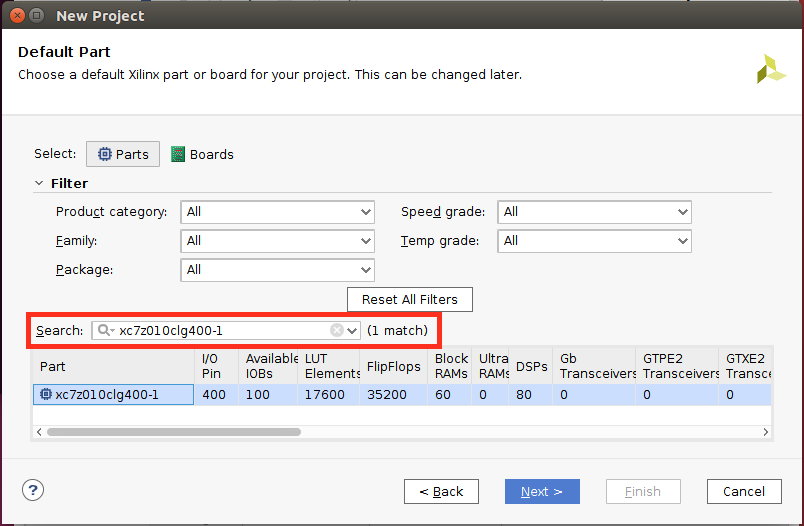 New Project
Default Part
Choose a default Xilinx part or board for your project. This can be changed later.
Select: Parts Boards
Filter
Product category: All Speed grade: All
Family: All Temp grade: All
Package: All
Reset All Filters
Search: xc7z010clg400-1 (1 match)
Part I/O Pin Available IOBs LUT Elements FlipFlops Block RAMs Ultra RAMs DSPs Gb Transceivers GTPE2 Transceivers GTXE2 Transce
xc7z010clg400-1 400 100 17600 35200 60 0 80 0 0 0
? < Back Next > Finish Cancel